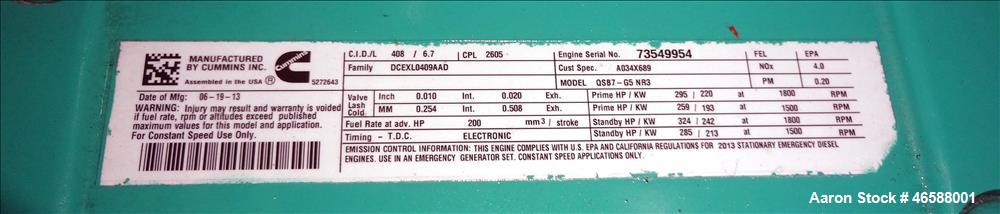 MANUFACTURED
BY CUMMINS INC.
Assembled in the USA
5272643
Cummins
Date of Mfg: 06-19-13
WARNING: Injury may result and warranty is voided
if fuel rate, rpm or altitudes exceed published
maximum values for this model and application.
For Constant Speed Use Only.
C.I.D./L 408 / 6.7 CPL 2605 Engine Serial No. 73549954 FEL EPA
Family DCEXL0409AAD Cust Spec. A034X689 NOx 4.0
MODEL QSB7-G5 NR3 PM 0.20
Valve Lash Cold. Inch 0.010 Int. 0.020 Exh. Prime HP / KW 295 / 220 at 1800 RPM
MM 0.254 Int. 0.508 Exh. Prime HP / KW 259 / 193 at 1500 RPM
Fuel Rate at adv. HP 200 mm3 / stroke Standby HP / KW 324 / 242 at 1800 RPM
Timing - T.D.C. ELECTRONIC Standby HP / KW 285 / 213 at 1500 RPM
EMISSION CONTROL INFORMATION: THIS ENGINE COMPLIES WITH U.S. EPA AND CALIFORNIA REGULATIONS FOR 2013 STATIONARY EMERGENCY DIESEL
ENGINES. USE IN AN EMERGENCY GENERATOR SET. CONSTANT SPEED APPLICATIONS ONLY.
Aaron Stock # 46588001